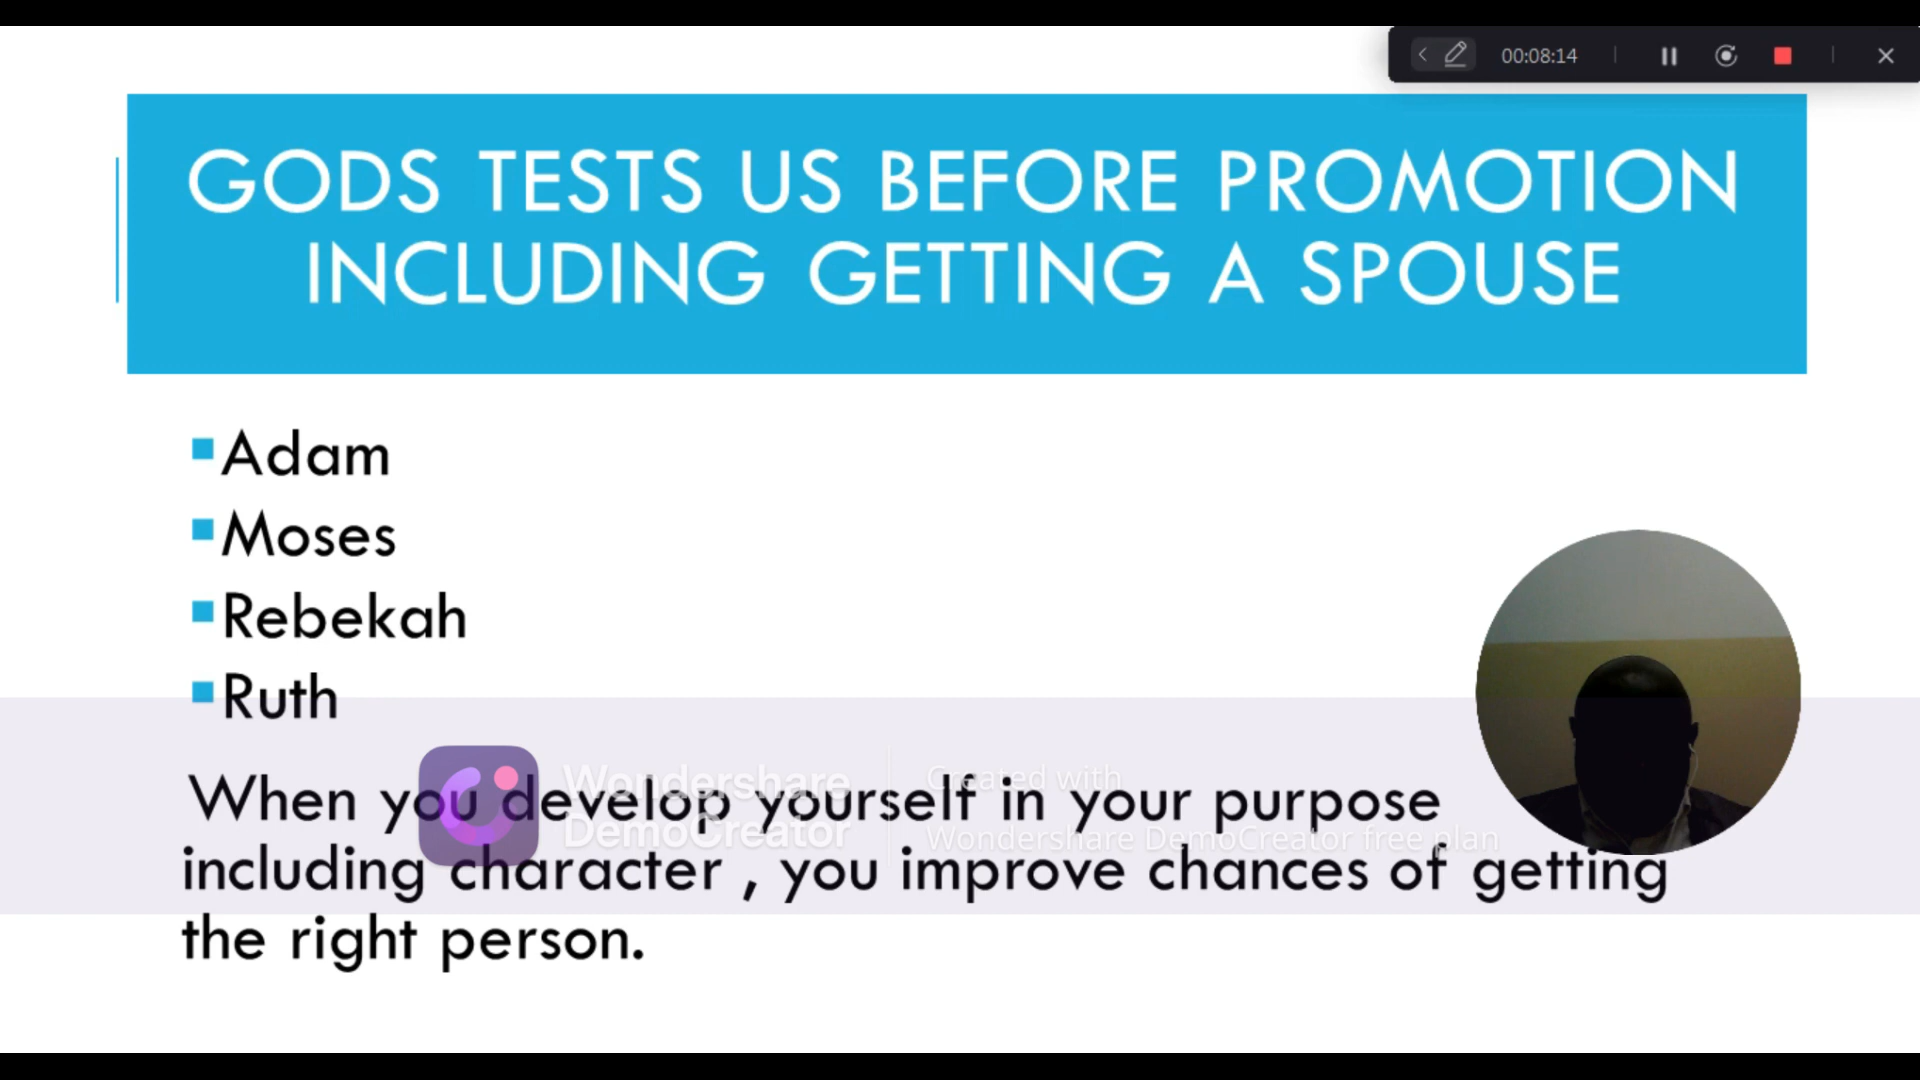 00:08:14
GODS TESTS US BEFORE PROMOTION
INCLUDING GETTING A SPOUSE
Adam
Moses
Rebekah
Ruth
Wondershare
DemoCreator
Created with
Wondershare DemoCreator free plan
When you develop yourself in your purpose
including character , you improve chances of getting
the right person.